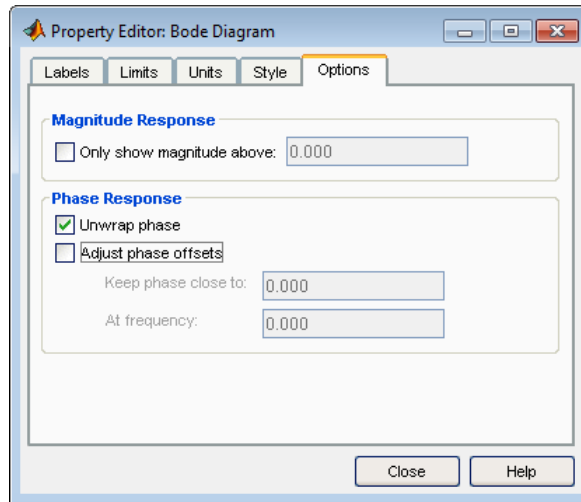 Property Editor: Bode Diagram
Labels Limits Units Style Options
Magnitude Response
Only show magnitude above: 0.000
Phase Response
Unwrap phase
Adjust phase offsets
Keep phase close to: 0.000
At frequency: 0.000
Close Help